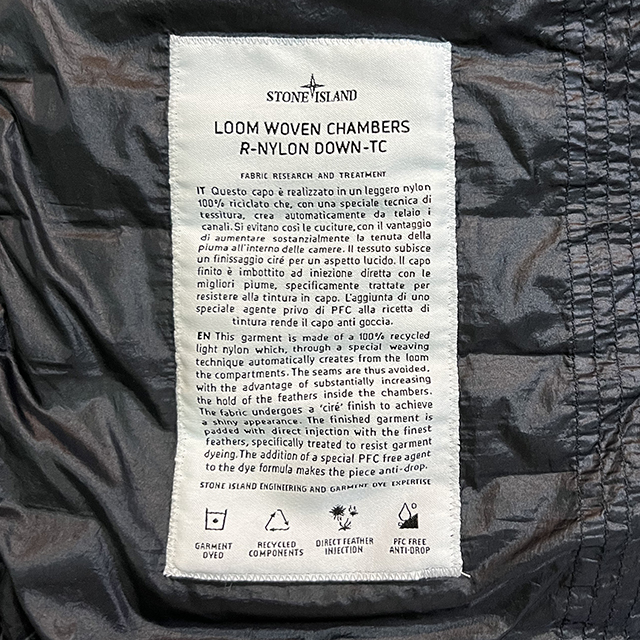 STONE ISLAND
LOOM WOVEN CHAMBERS
R-NYLON DOWN-TC
FABRIC RESEARCH AND TREATMENT
IT Questo capo è realizzato in un leggero nylon
100% riciclato che, con una speciale tecnica di
tessitura, crea automaticamente da telaio i
canali. Si evitano così le cuciture, con il vantaggio
di aumentare sostanzialmente la tenuta della
piuma all'interno delle camere. Il tessuto subisce
un finissaggio ciré per un aspetto lucido. Il capo
finito è imbottito ad iniezione diretta con le
migliori piume, specificamente trattate per
resistere alla tintura in capo. L'aggiunta di uno
speciale agente privo di PFC alla ricetta di
tintura rende il capo anti goccia.
EN This garment is made of a 100% recycled
light nylon which, through a special weaving
technique automatically creates from the loom
the compartments. The seams are thus avoided,
with the advantage of substantially increasing
the hold of the feathers inside the chambers.
The fabric undergoes a 'ciré' finish to achieve
a shiny appearance. The finished garment is
padded with direct injection with the finest
feathers, specifically treated to resist garment
dyeing. The addition of a special PFC free agent
to the dye formula makes the piece anti-drop.
STONE ISLAND ENGINEERING AND GARMENT DYE EXPERTISE
GARMENT DYED
RECYCLED COMPONENTS
DIRECT FEATHER INJECTION
PFC FREE ANTI-DROP